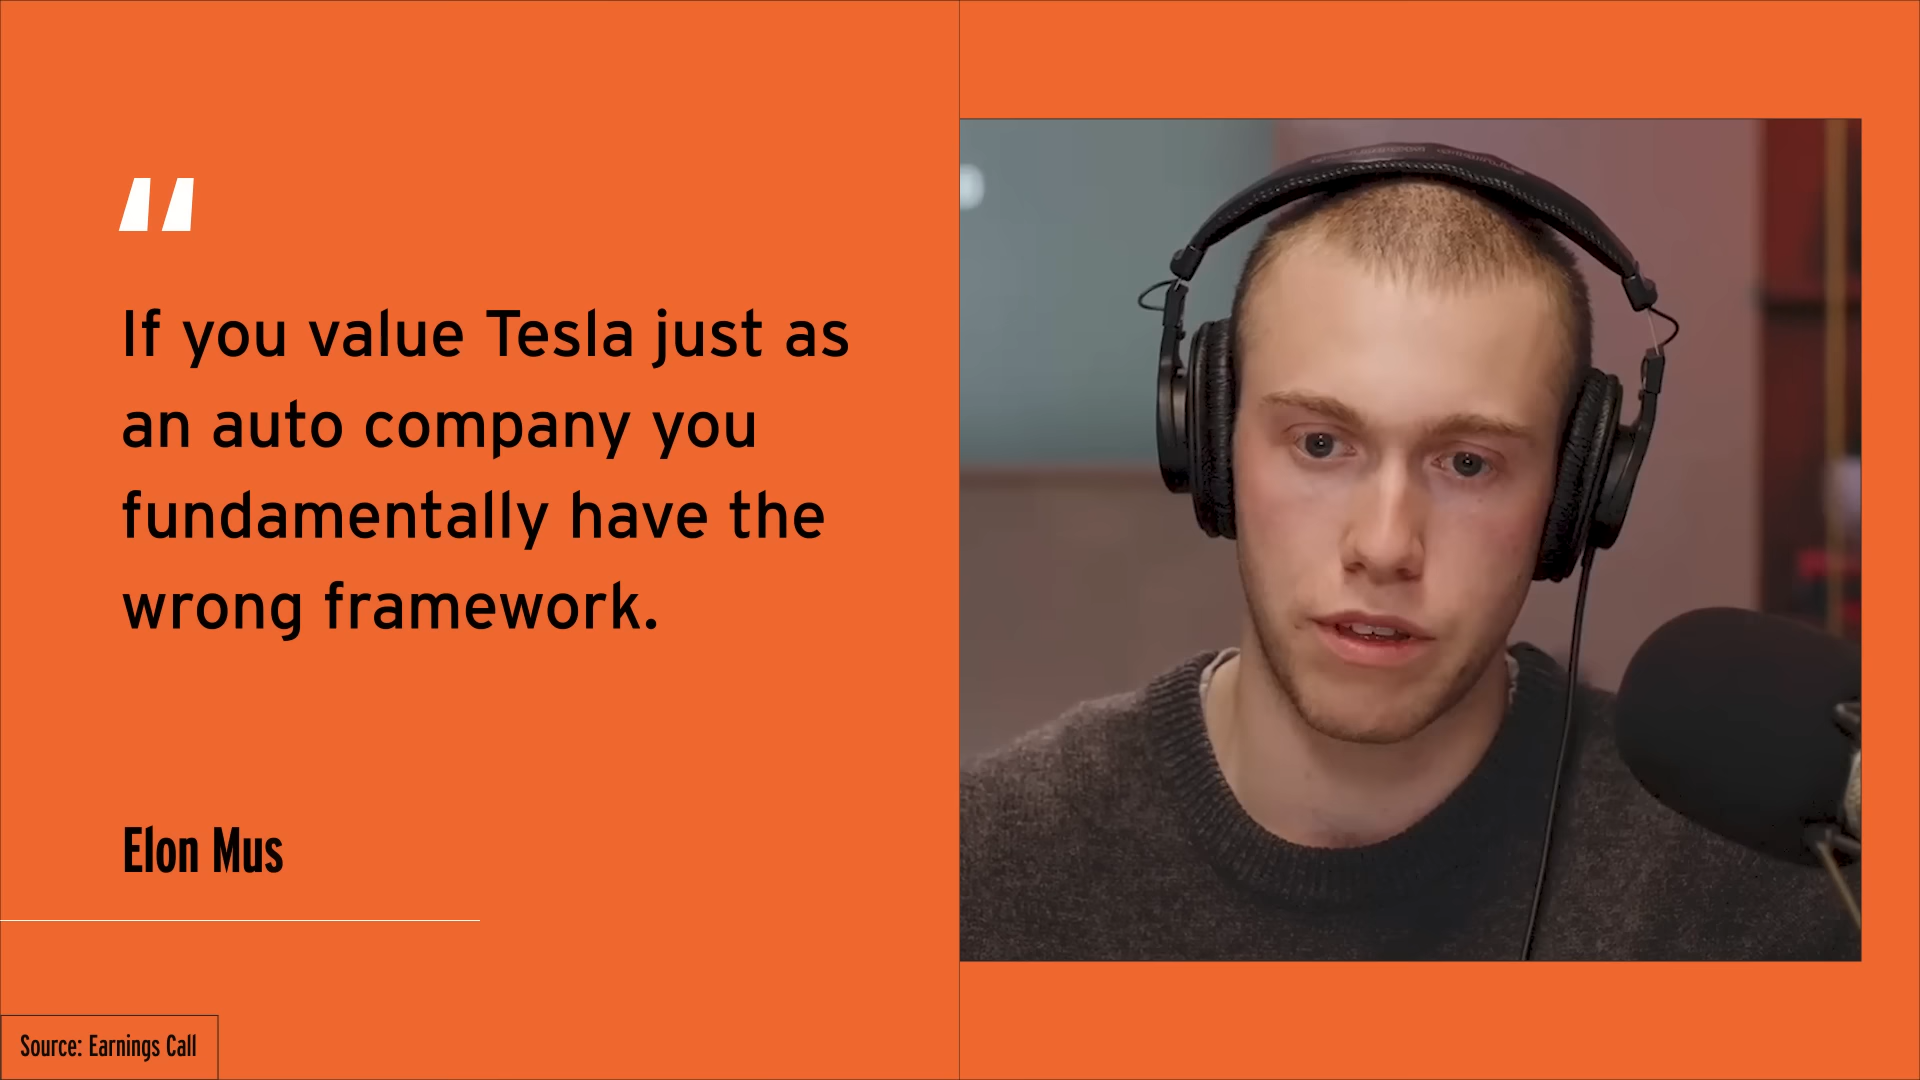 “
If you value Tesla just as
an auto company you
fundamentally have the
wrong framework.
Elon Mus
Source: Earnings Call